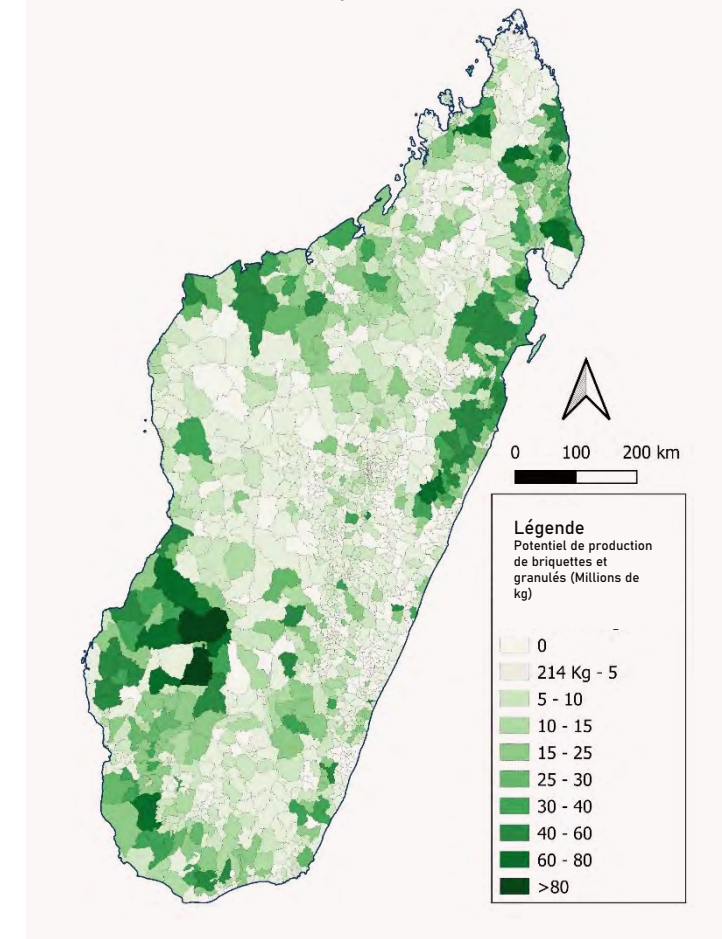 0 100 200 km
Légende
Potentiel de production
de briquettes et
granulés (Millions de
kg)
0
214 Kg - 5
5 - 10
10 - 15
15 - 25
25 - 30
30 - 40
40 - 60
60 - 80
>80